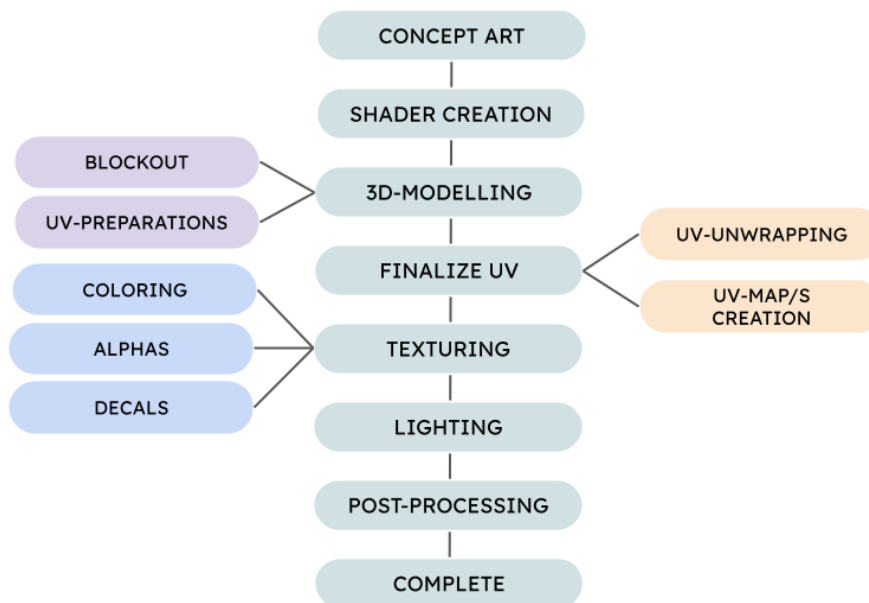 CONCEPT ART
SHADER CREATION
BLOCKOUT
3D-MODELLING
UV-PREPARATIONS
UV-UNWRAPPING
FINALIZE UV
COLORING
UV-MAP/S
CREATION
ALPHAS
TEXTURING
DECALS
LIGHTING
POST-PROCESSING
COMPLETE